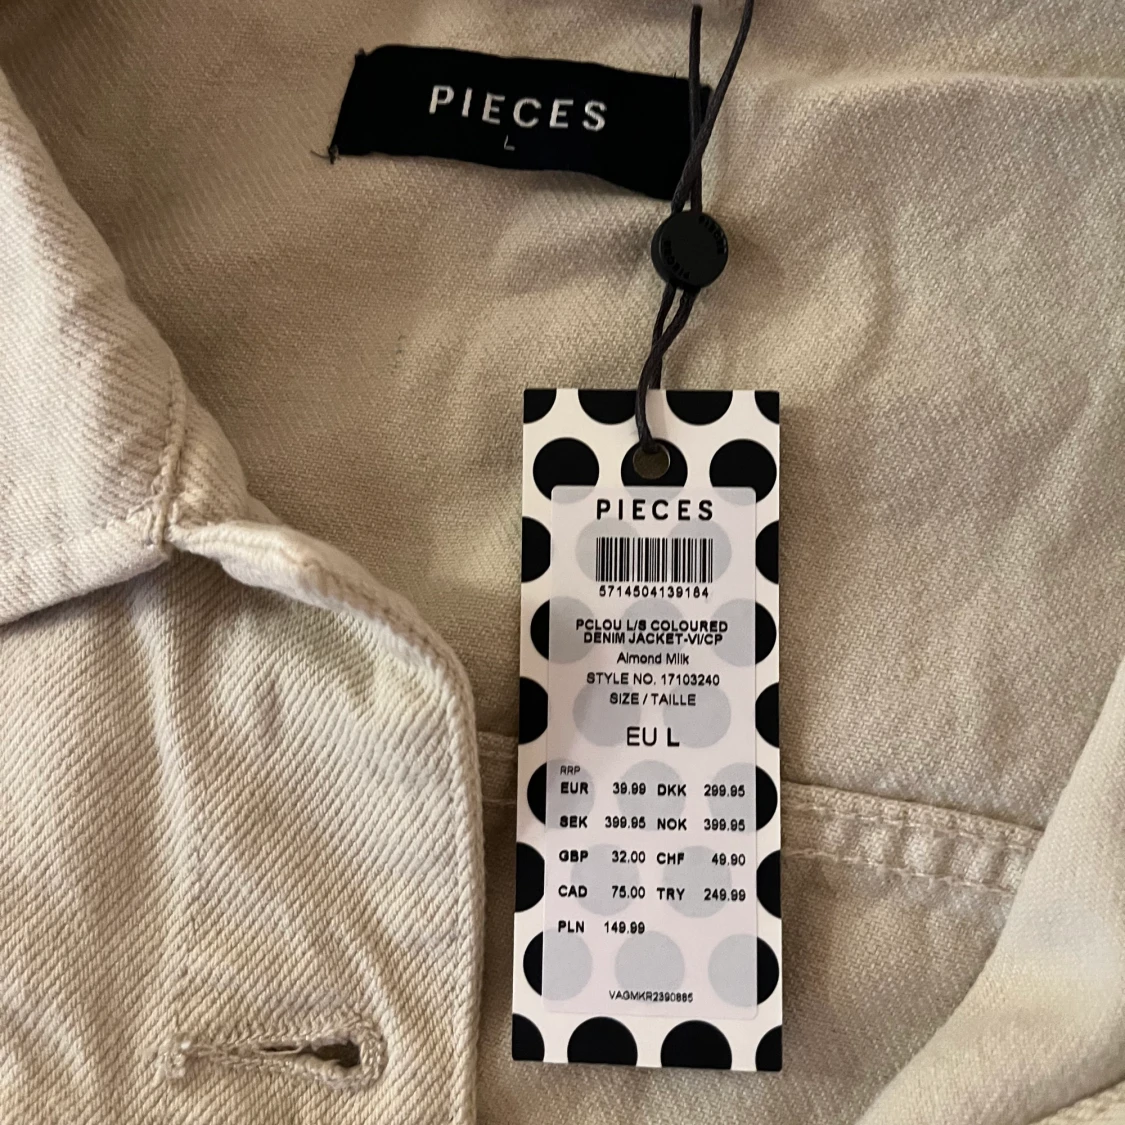 PIECES
L
PIECES
5714504139184
PCLOU L/S COLOURED
DENIM JACKET-VI/CP
Almond Milk
STYLE NO. 17103240
SIZE / TAILLE
EU L
RRP
EUR 39.99 DKK 299.95
SEK 399.95 NOK 399.95
GBP 32.00 CHF 49.90
CAD 75.00 TRY 249.99
PLN 149.99
VAGMKR2390885